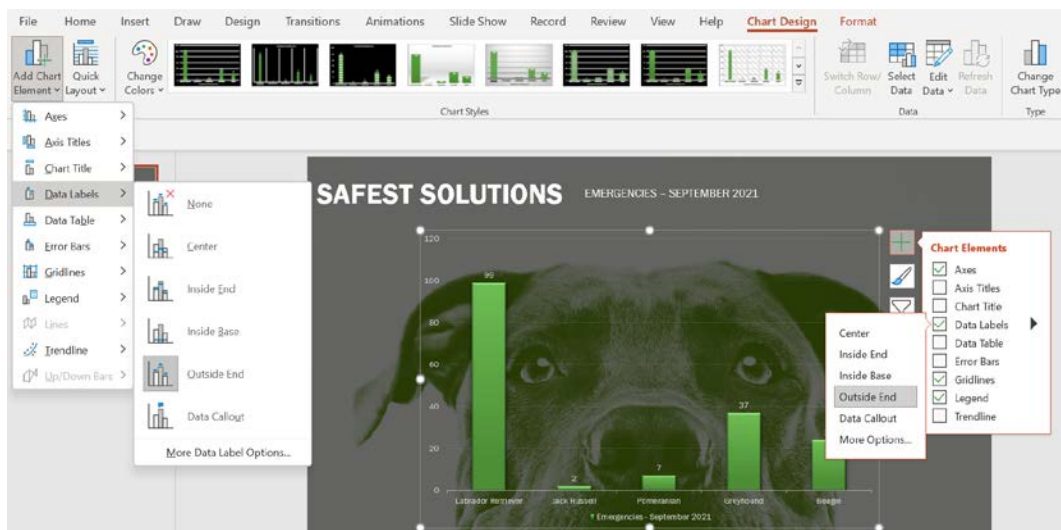 File Home Insert Draw Design Transitions Animations Slide Show Record Review View Help Chart Design Format
Add Chart Element
Quick Layout
Change Colors
Chart Styles
Switch Row/ Column
Select Data
Edit Data
Refresh Data
Data
Change Chart Type
Type
Axes
Axis Titles
Chart Title
Data Labels
Data Table
Error Bars
Gridlines
Legend
Lines
Trendline
Up/Down Bars
None
Center
Inside End
Inside Base
Outside End
Data Callout
More Data Label Options...
SAFEST SOLUTIONS EMERGENCIES – SEPTEMBER 2021
120
100
80
60
40
20
0
99
2
7
37
Labrador Retriever Jack Russell Pomeranian Greyhound Beagle
Emergencies - September 2021
Center
Inside End
Inside Base
Outside End
Data Callout
More Options...
Chart Elements
Axes
Axis Titles
Chart Title
Data Labels
Data Table
Error Bars
Gridlines
Legend
Trendline